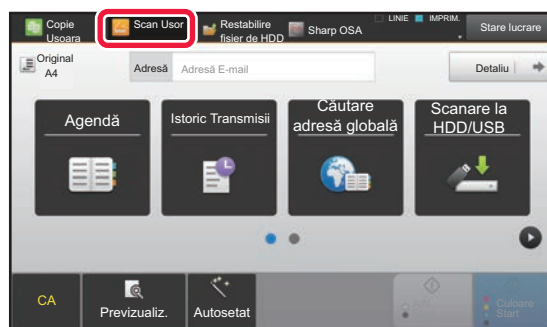 Copie
Usoara
Scan Usor
Restabilire
fisier de HDD
Sharp OSA
LINIE
IMPRIM.
Stare lucrare
Original
A4
Adresă
Adresă E-mail
Detaliu
Agendă
Istoric Transmisii
Căutare
adresă globală
Scanare la
HDD/USB
CA
Previzualiz.
Autosetat
Culoare
Start